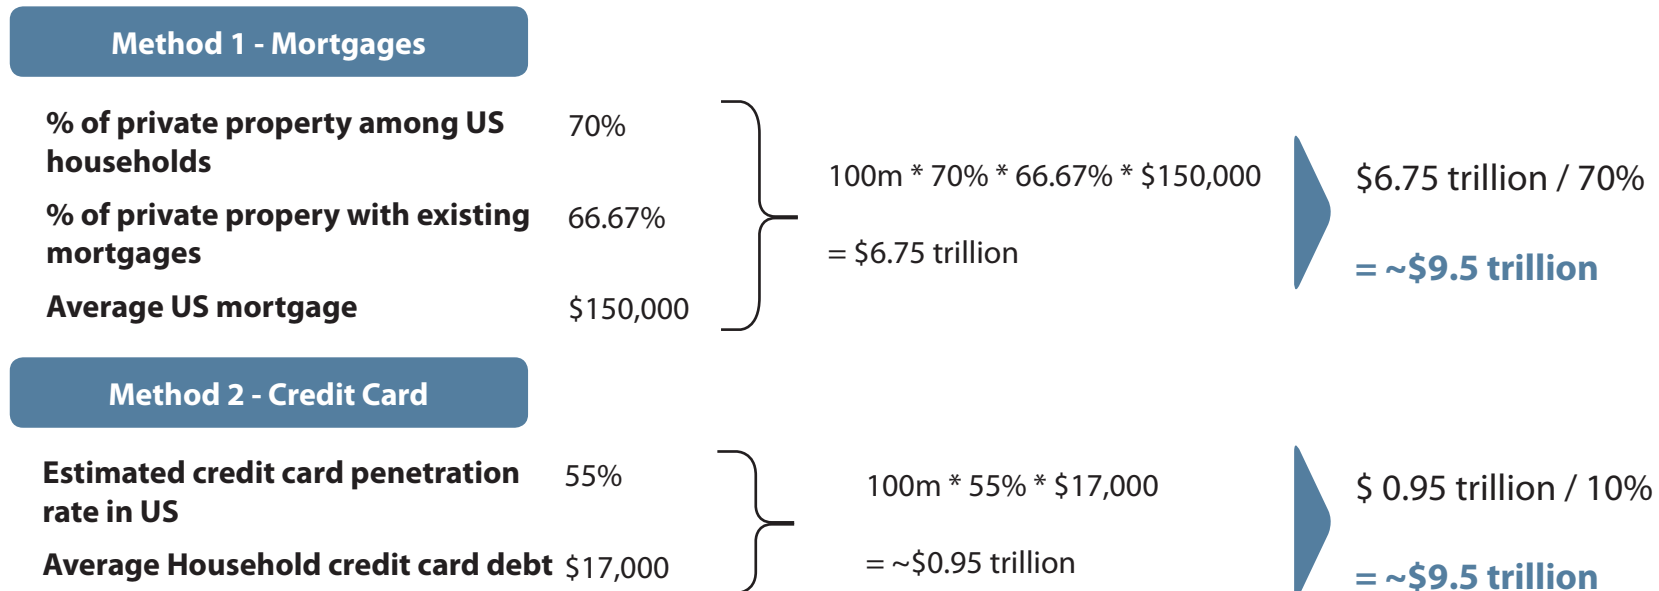 Method 1 - Mortgages
% of private property among US
households
70%
% of private propery with existing
mortgages
66.67%
Average US mortgage
$150,000
100m * 70% * 66.67% * $150,000
= $6.75 trillion
$6.75 trillion / 70%
= ~$9.5 trillion
Method 2 - Credit Card
Estimated credit card penetration
rate in US
55%
Average Household credit card debt
$17,000
100m * 55% * $17,000
= ~$0.95 trillion
$ 0.95 trillion / 10%
= ~$9.5 trillion